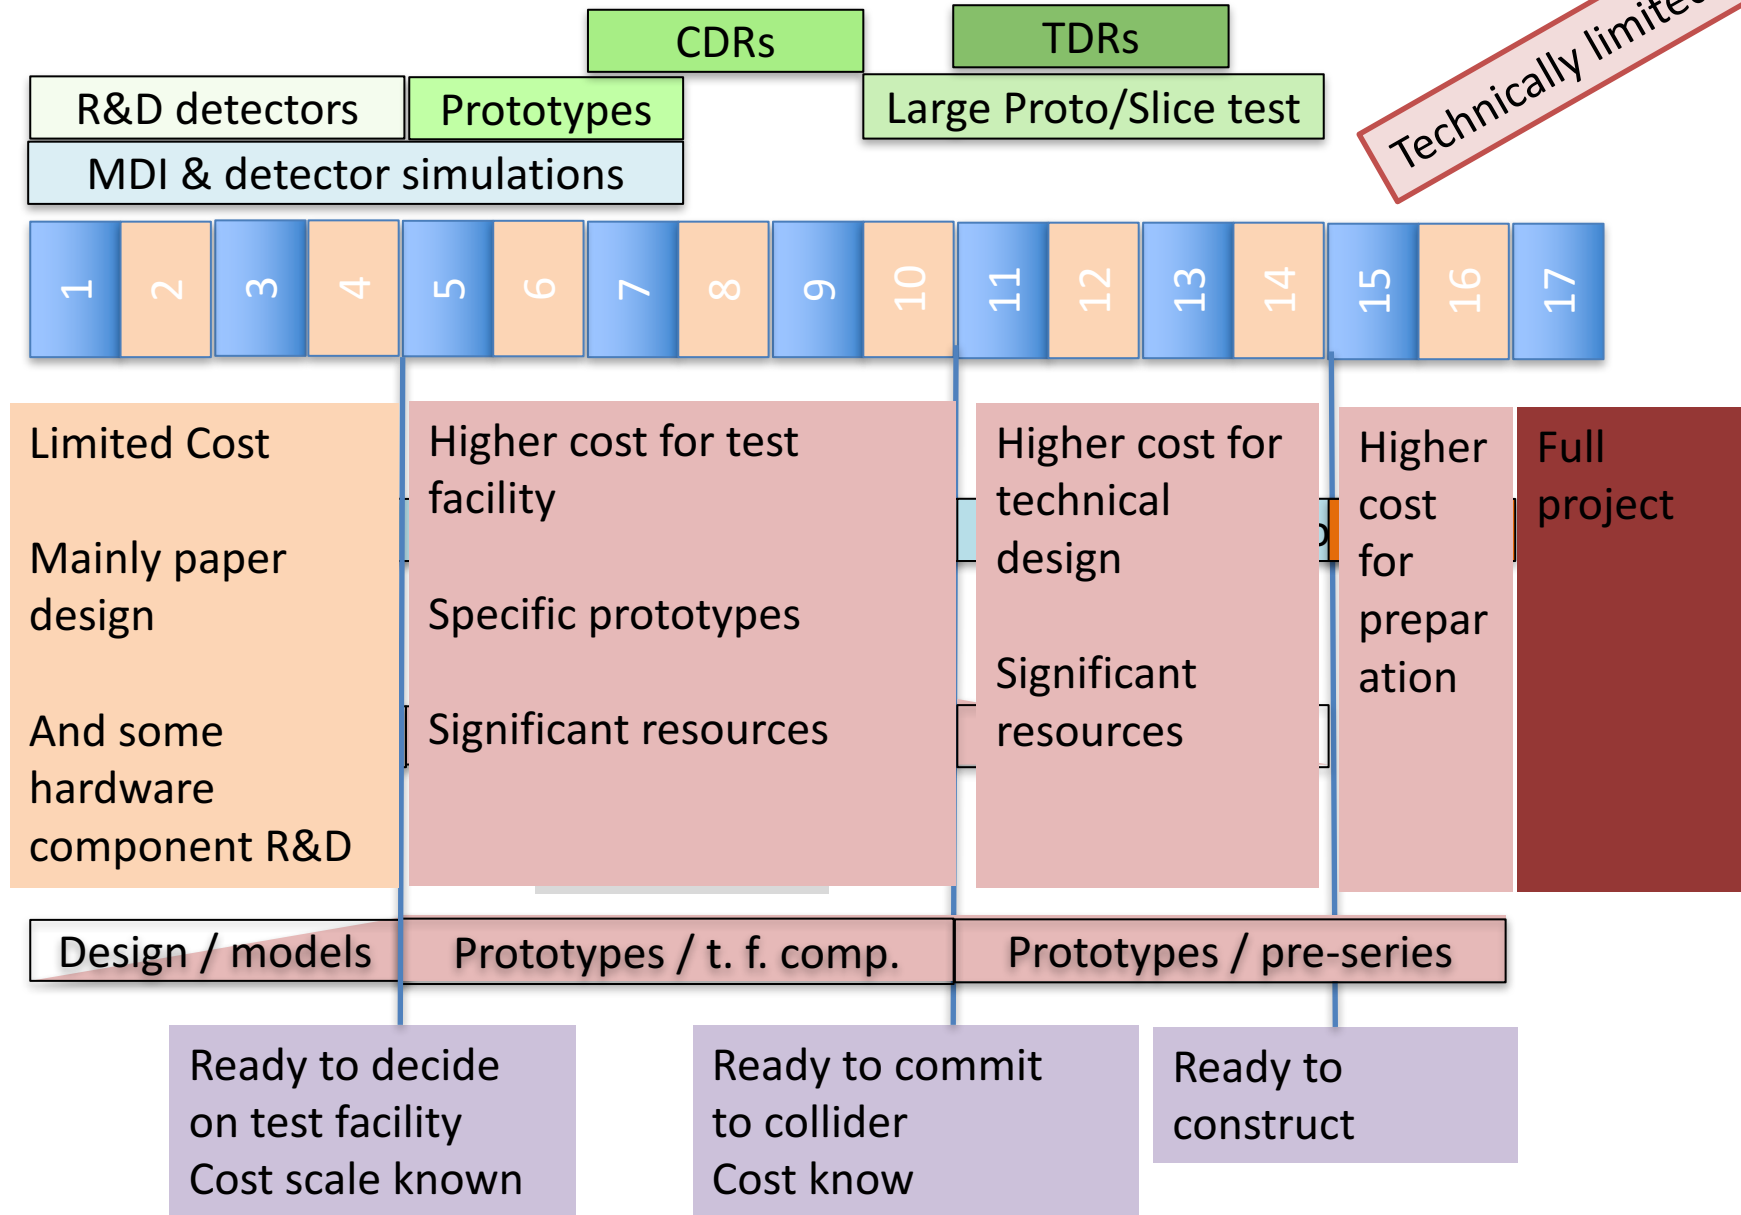 CDRs
TDRs
Technically limited
R&D detectors
Prototypes
Large Proto/Slice test
MDI & detector simulations
1 2 3 4 5 6 7 8 9 10 11 12 13 14 15 16 17
Limited Cost
Mainly paper
design
And some
hardware
component R&D
Higher cost for test
facility
Specific prototypes
Significant resources
Higher cost for
technical
design
Significant
resources
Higher
cost
for
prepar
ation
Full
project
Design / models
Prototypes / t. f. comp.
Prototypes / pre-series
Ready to decide
on test facility
Cost scale known
Ready to commit
to collider
Cost know
Ready to
construct